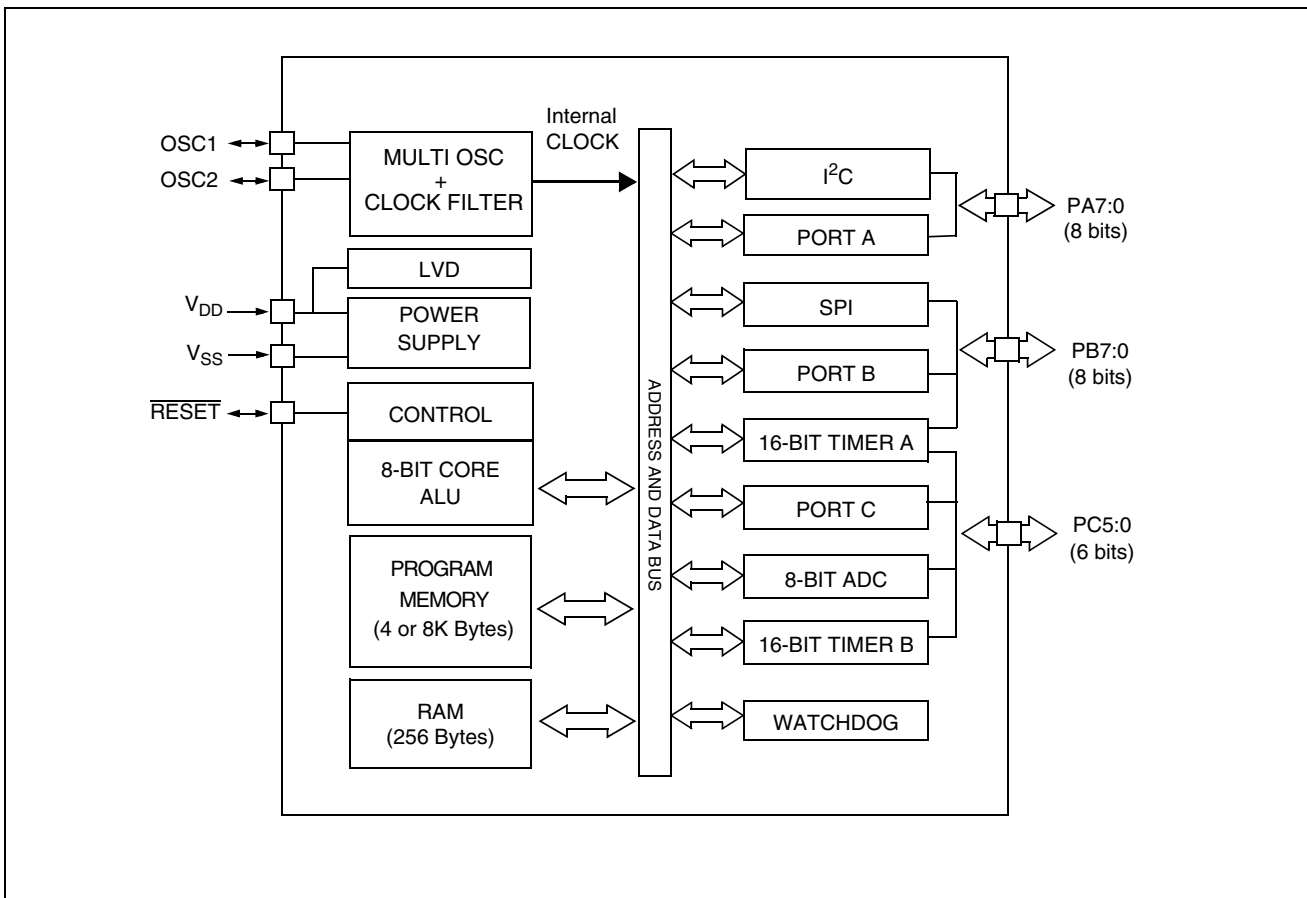 OSC1
OSC2
MULTI OSC
+
CLOCK FILTER
Internal
CLOCK
LVD
VDD
POWER
SUPPLY
VSS
RESET
CONTROL
8-BIT CORE
ALU
PROGRAM
MEMORY
(4 or 8K Bytes)
RAM
(256 Bytes)
ADDRESS AND DATA BUS
I²C
PORT A
PA7:0
(8 bits)
SPI
PORT B
PB7:0
(8 bits)
16-BIT TIMER A
PORT C
PC5:0
(6 bits)
8-BIT ADC
16-BIT TIMER B
WATCHDOG